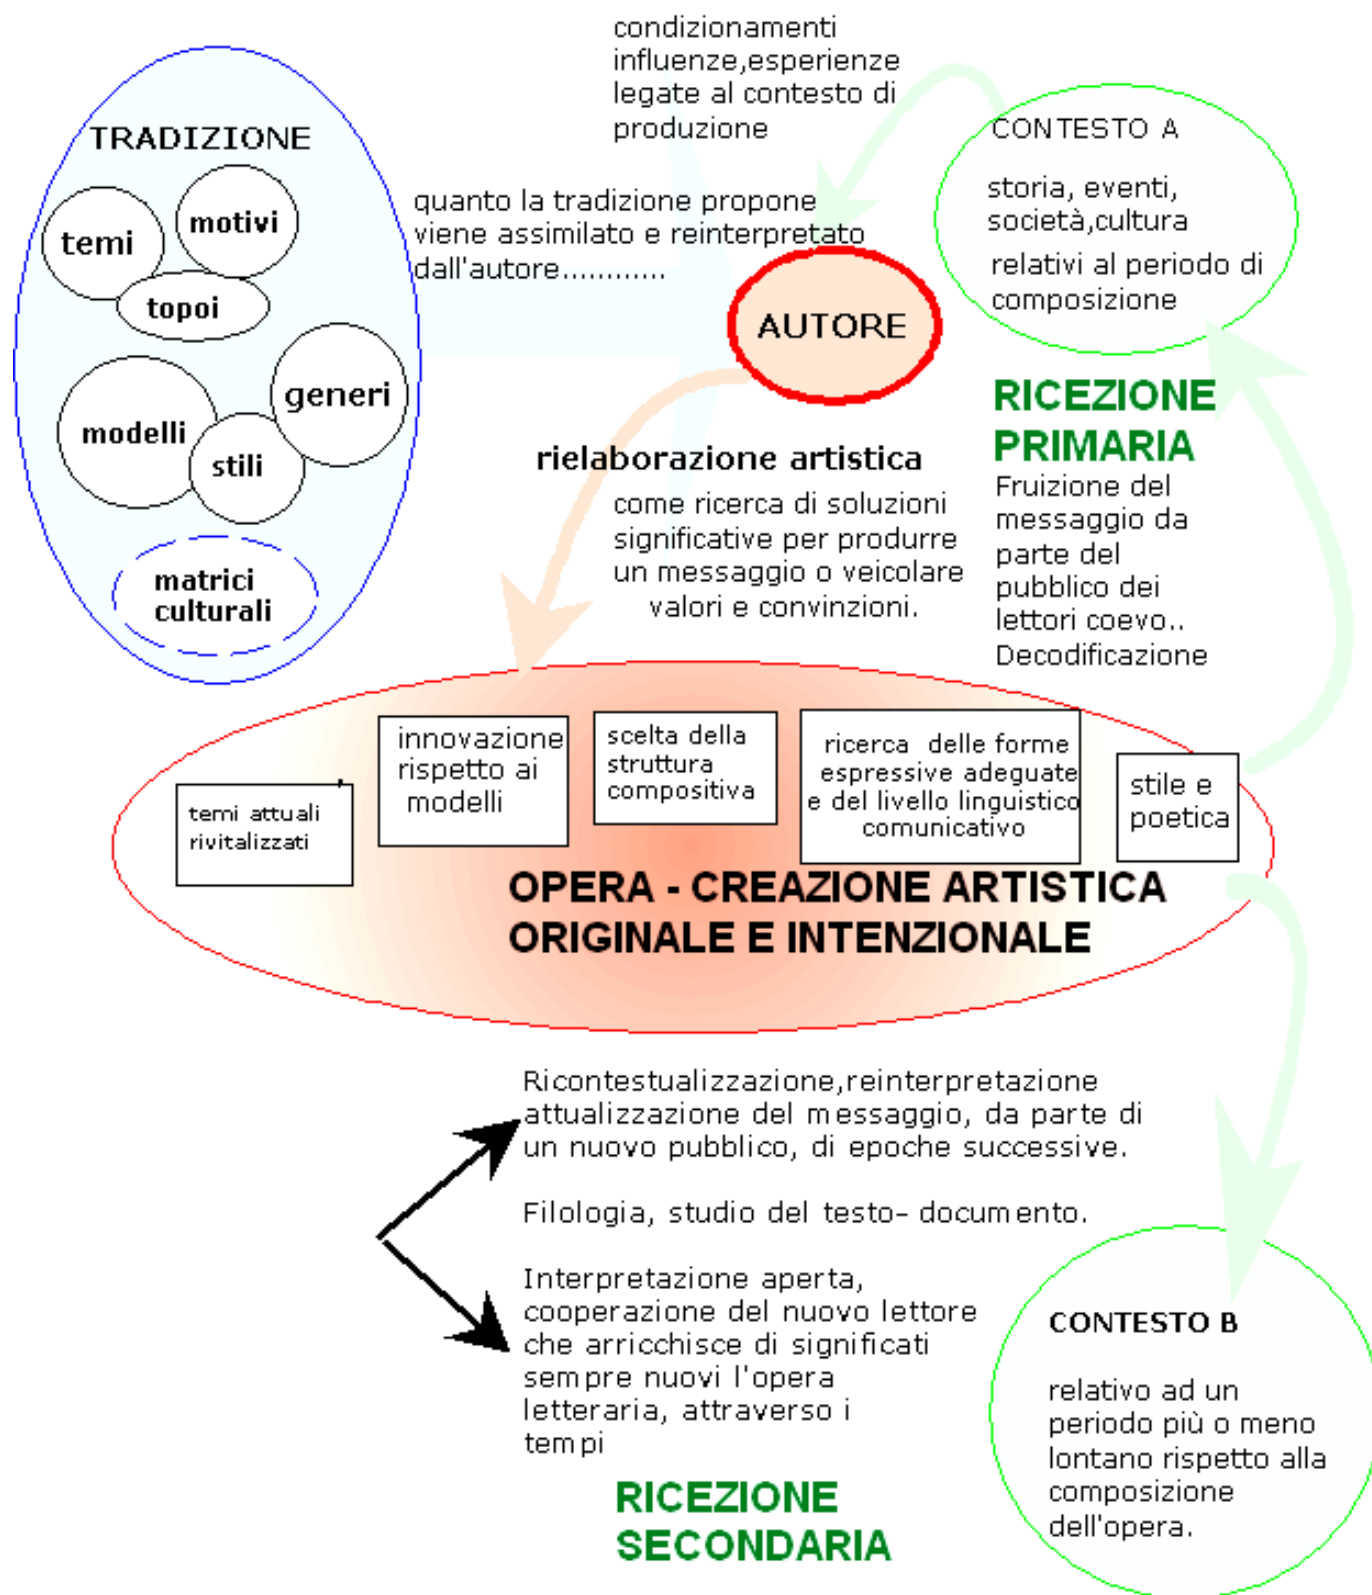 condizionamenti
influenze,esperienze
legate al contesto di
produzione
TRADIZIONE
temi
motivi
topoi
modelli
stili
generi
matrici
culturali
quanto la tradizione propone
viene assimilato e reinterpretato
dall'autore............
CONTESTO A
storia, eventi,
società,cultura
relativi al periodo di
composizione
AUTORE
rielaborazione artistica
come ricerca di soluzioni
significative per produrre
un messaggio o veicolare
valori e convinzioni.
RICEZIONE
PRIMARIA
Fruizione del
messaggio da
parte del
pubblico dei
lettori coevo..
Decodificazione
temi attuali
rivitalizzati
innovazione
rispetto ai
modelli
scelta della
struttura
compositiva
ricerca delle forme
espressive adeguate
e del livello linguistico
comunicativo
stile e
poetica
OPERA - CREAZIONE ARTISTICA
ORIGINALE E INTENZIONALE
Ricontestualizzazione,reinterpretazione
attualizzazione del messaggio, da parte di
un nuovo pubblico, di epoche successive.
Filologia, studio del testo- documento.
Interpretazione aperta,
cooperazione del nuovo lettore
che arricchisce di significati
sempre nuovi l'opera
letteraria, attraverso i
tempi
RICEZIONE
SECONDARIA
CONTESTO B
relativo ad un
periodo più o meno
lontano rispetto alla
composizione
dell'opera.